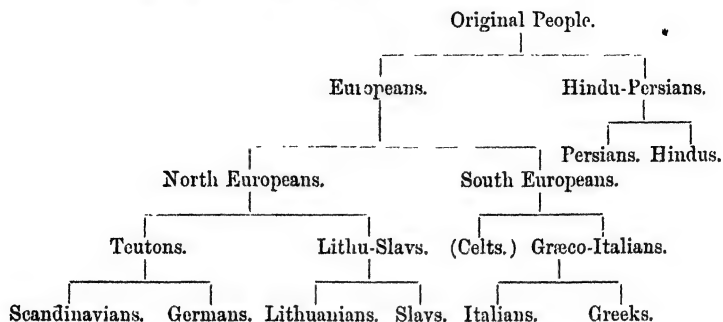 Original People.
Europeans. Hindu-Persians.
Persians. Hindus.
North Europeans. South Europeans.
Teutons. Lithu-Slavs. (Celts.) Græco-Italians.
Scandinavians. Germans. Lithuanians. Slavs. Italians. Greeks.